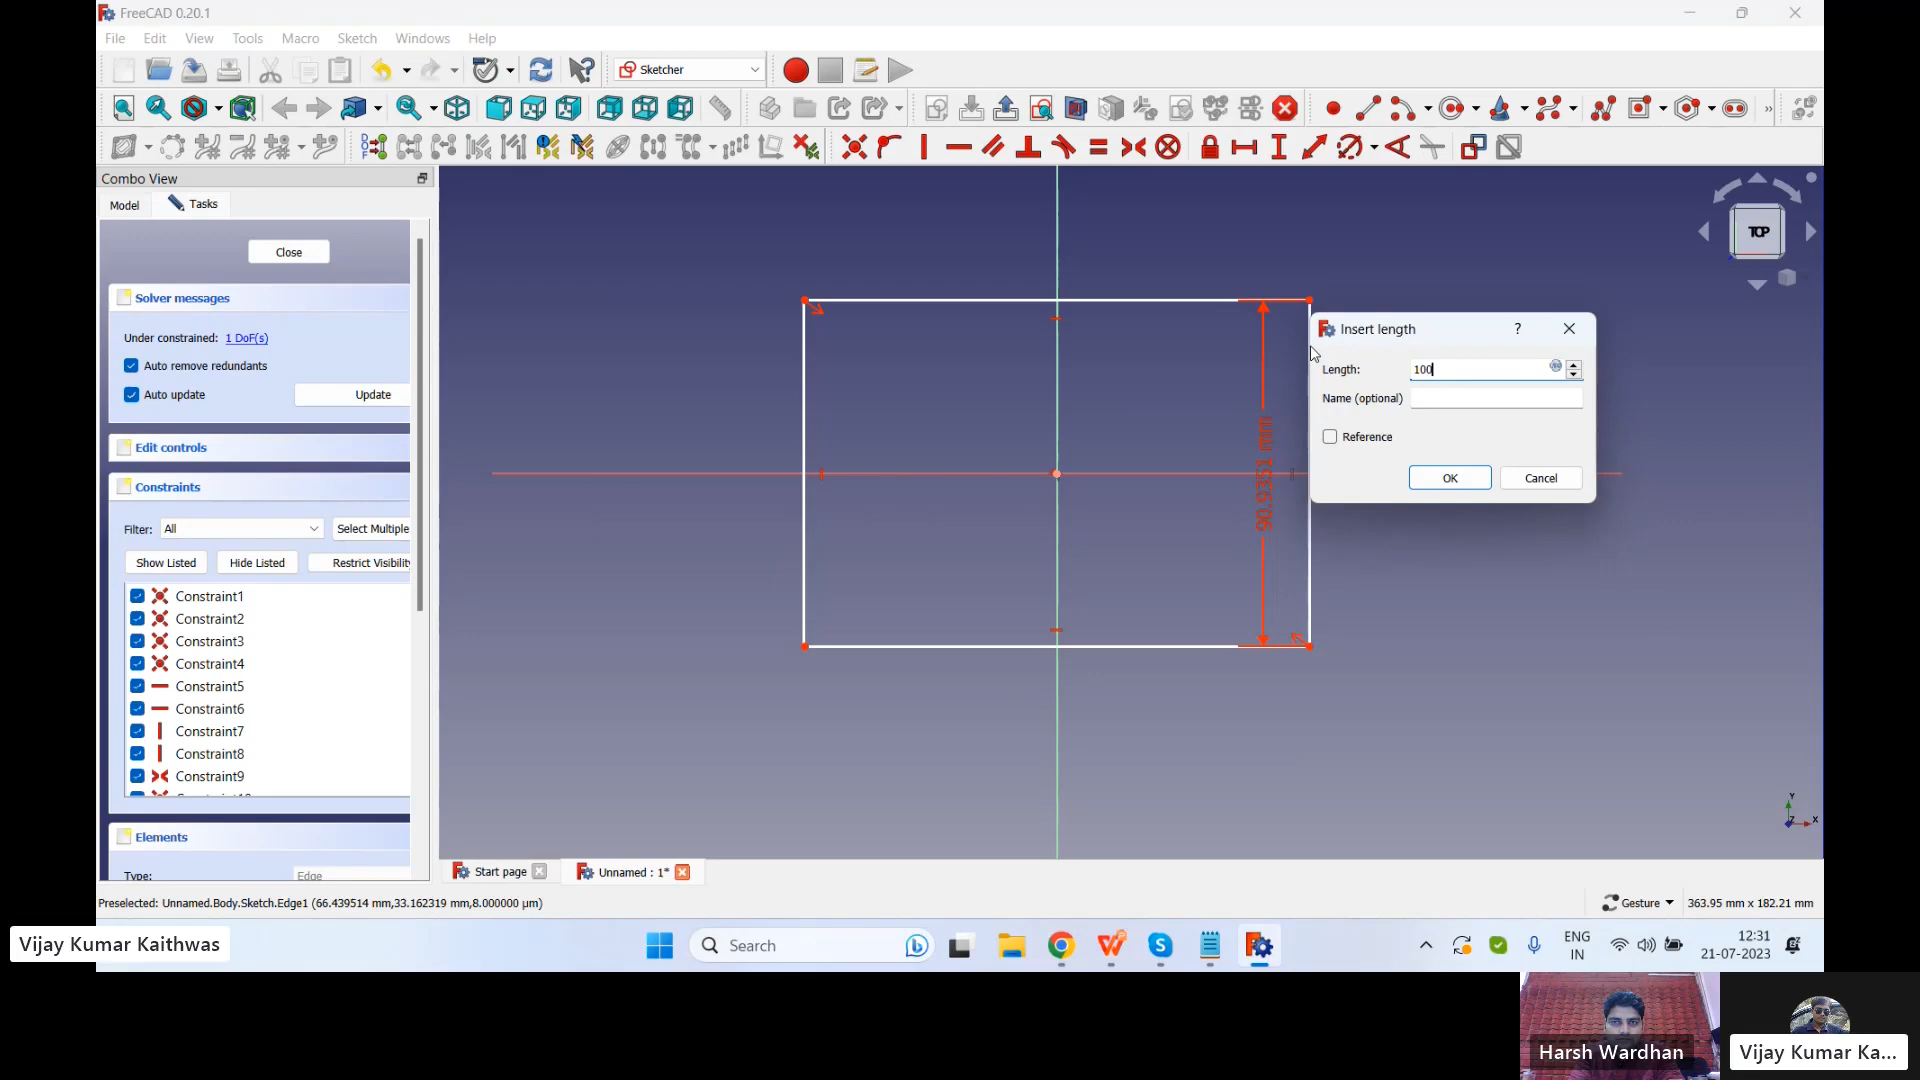 FreeCAD 0.20.1
File Edit View Tools Macro Sketch Windows Help
Sketcher
Combo View
Model Tasks
Close
Solver messages
Under constrained: 1 DoF(s)
Auto remove redundants
Auto update Update
Edit controls
Constraints
Filter: All Select Multiple
Show Listed Hide Listed Restrict Visibility
Constraint1
Constraint2
Constraint3
Constraint4
Constraint5
Constraint6
Constraint7
Constraint8
Constraint9
Elements
Type: Edge
90.9351 mm
TOP
Insert length ?
Length: 100
Name (optional)
Reference
OK Cancel
Y
Z X
Start page Unnamed : 1*
Preselected: Unnamed.Body.Sketch.Edge1 (66.439514 mm,33.162319 mm,8.000000 µm)
Gesture 363.95 mm x 182.21 mm
Search
ENG
IN
12:31
21-07-2023
Vijay Kumar Kaithwas
Harsh Wardhan
Vijay Kumar Ka...